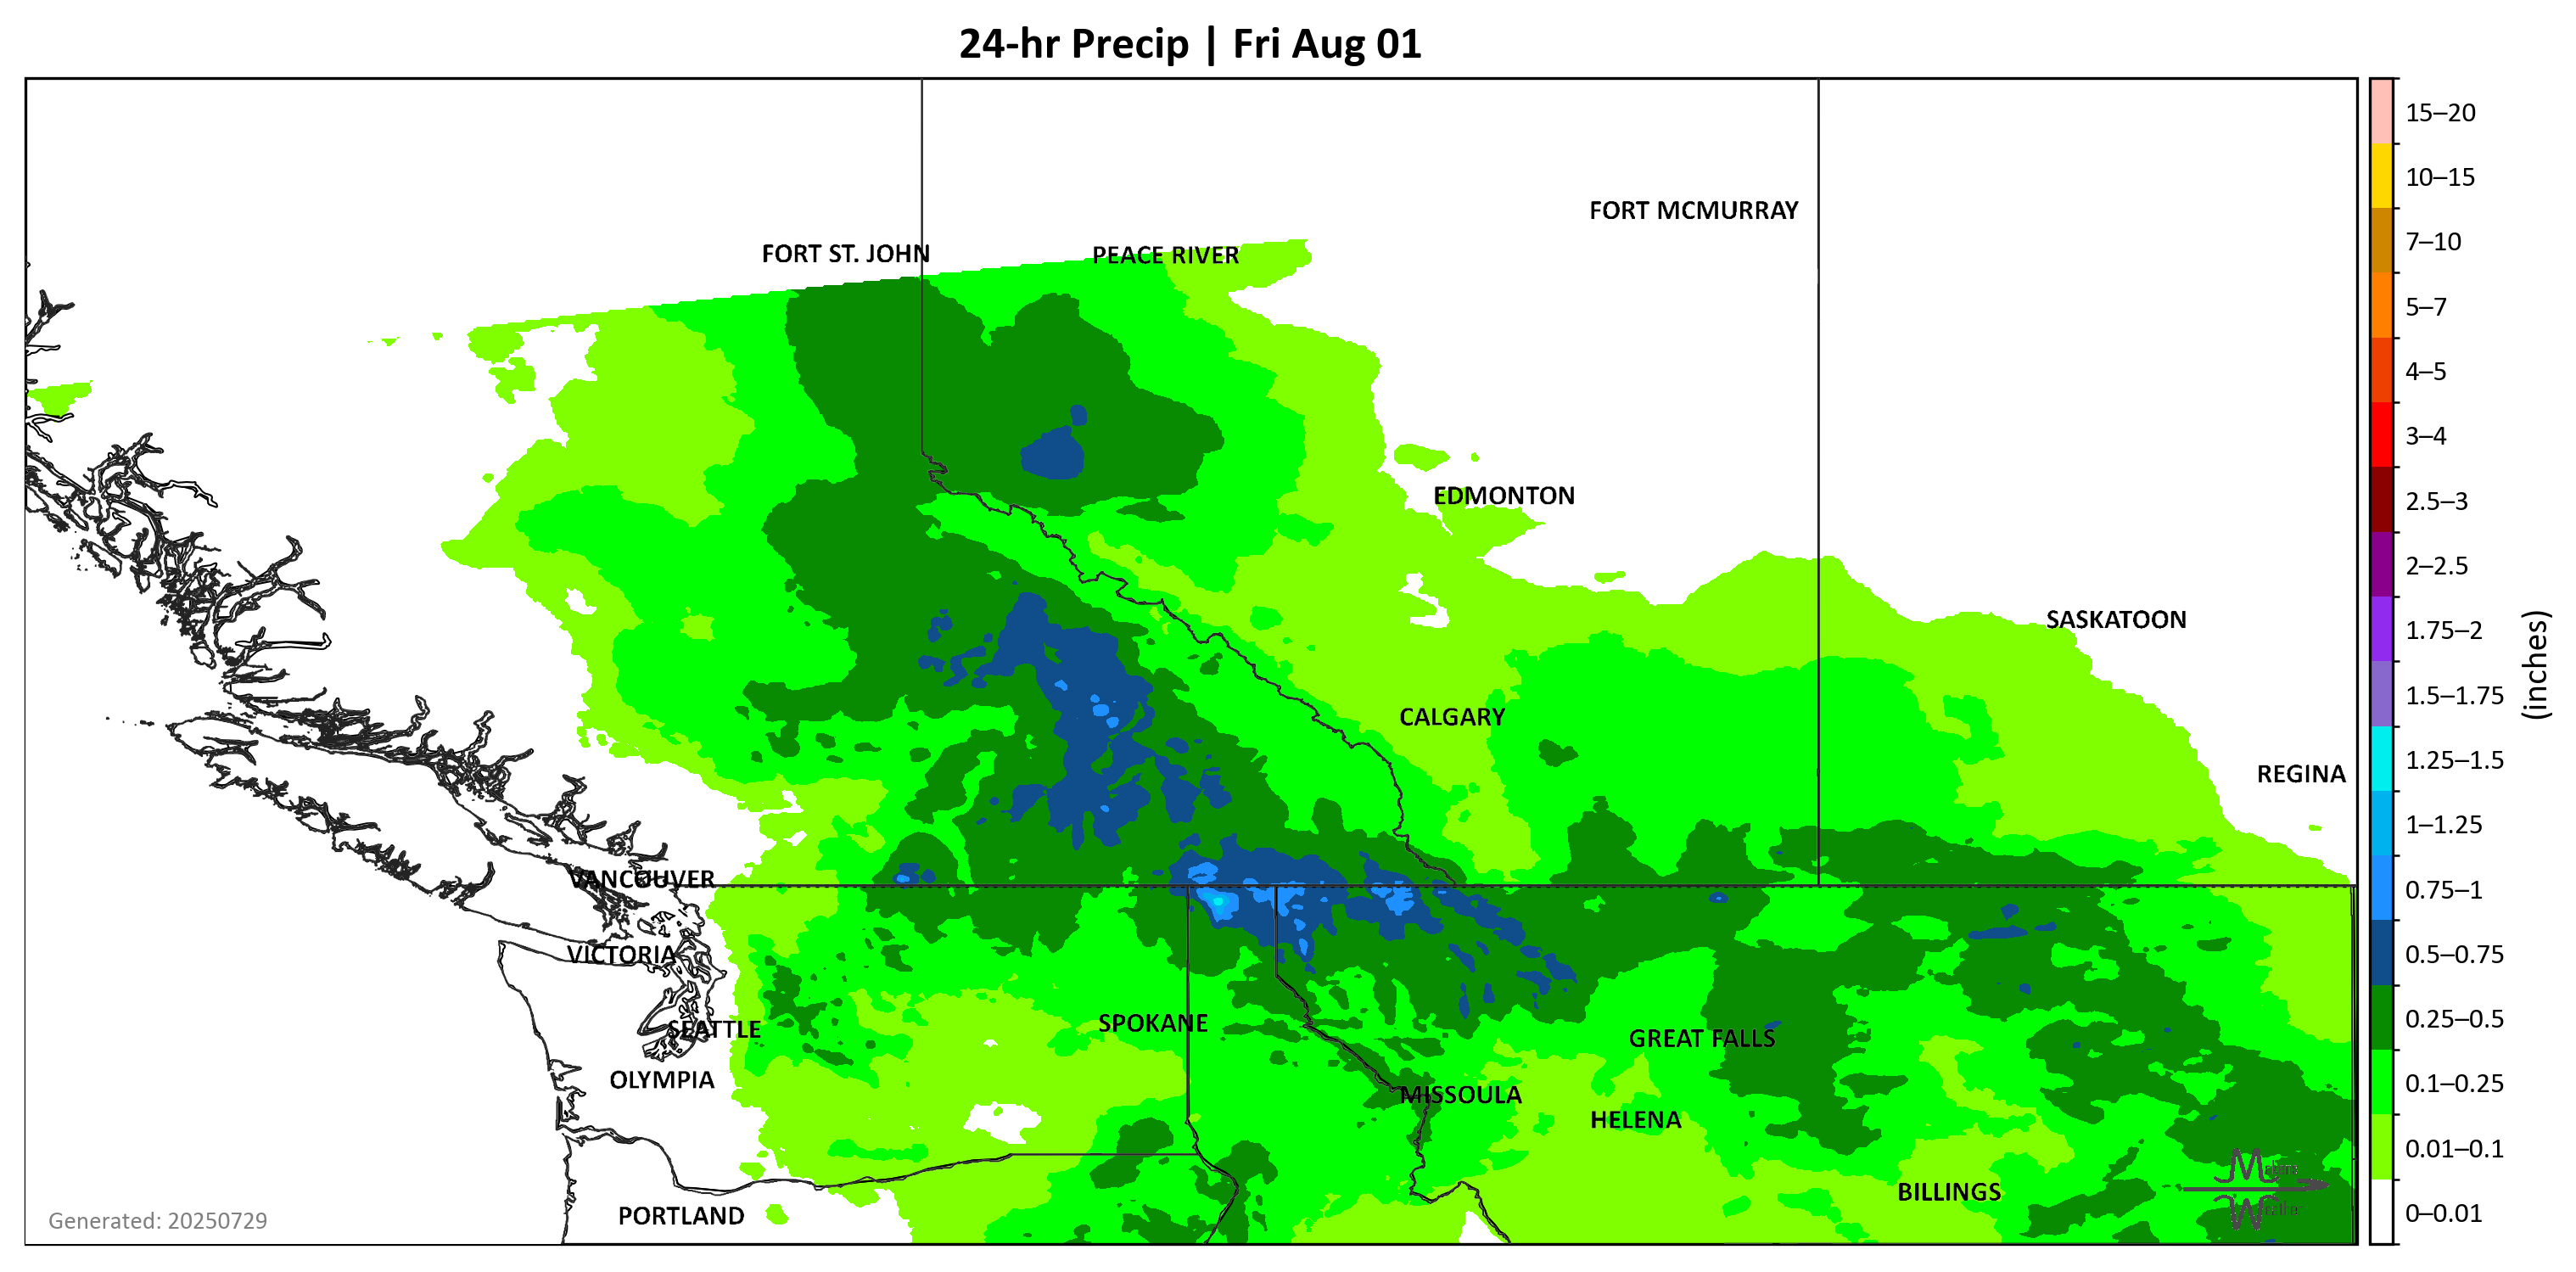 24-hr Precip | Fri Aug 01
FORT MCMURRAY
FORT ST. JOHN
PEACE RIVER
EDMONTON
SASKATOON
CALGARY
REGINA
VANCOUVER
VICTORIA
SPOKANE
SEATTLE
GREAT FALLS
OLYMPIA
MISSOULA
HELENA
BILLINGS
PORTLAND
Generated: 20250729
15–20
10–15
7–10
5–7
4–5
3–4
2.5–3
2–2.5
1.75–2
1.5–1.75
1.25–1.5
1–1.25
0.75–1
0.5–0.75
0.25–0.5
0.1–0.25
0.01–0.1
0–0.01
(inches)